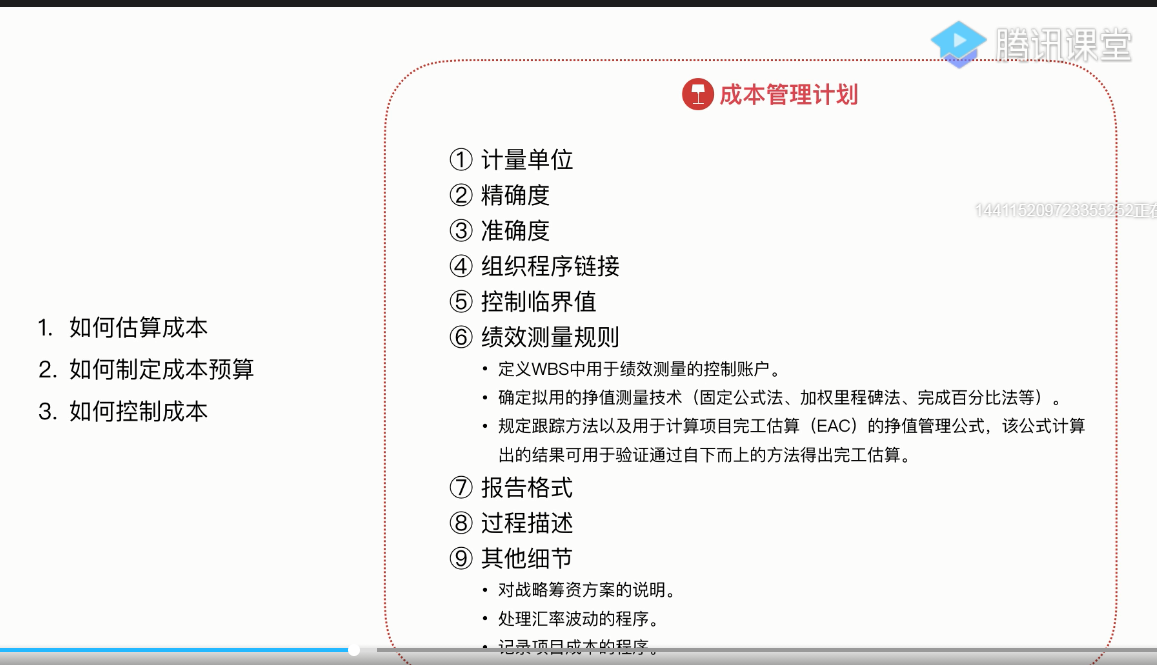 腾讯课堂
成本管理计划
① 计量单位
② 精确度
144115209723355252正在
③ 准确度
④ 组织程序链接
⑤ 控制临界值
1. 如何估算成本
⑥ 绩效测量规则
2. 如何制定成本预算
• 定义WBS中用于绩效测量的控制账户。
• 确定拟用的挣值测量技术（固定公式法、加权里程碑法、完成百分比法等）。
3. 如何控制成本
• 规定跟踪方法以及用于计算项目完工估算（EAC）的挣值管理公式，该公式计算
出的结果可用于验证通过自下而上的方法得出完工估算。
⑦ 报告格式
⑧ 过程描述
⑨ 其他细节
• 对战略筹资方案的说明。
• 处理汇率波动的程序。
• 记录项目成本的程序。